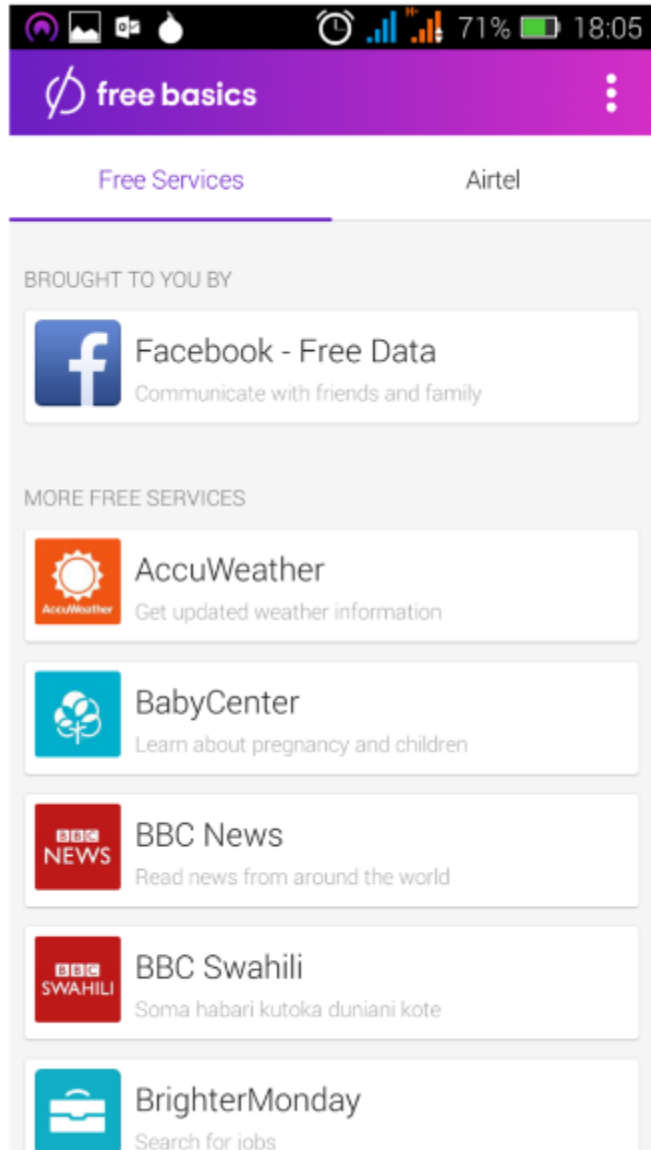 H+ 71% 18:05
free basics
Free Services Airtel
BROUGHT TO YOU BY
Facebook - Free Data
Communicate with friends and family
MORE FREE SERVICES
AccuWeather
AccuWeather
Get updated weather information
BabyCenter
Learn about pregnancy and children
BBC
NEWS
BBC News
Read news from around the world
BBC
SWAHILI
BBC Swahili
Soma habari kutoka duniani kote
BrighterMonday
Search for jobs